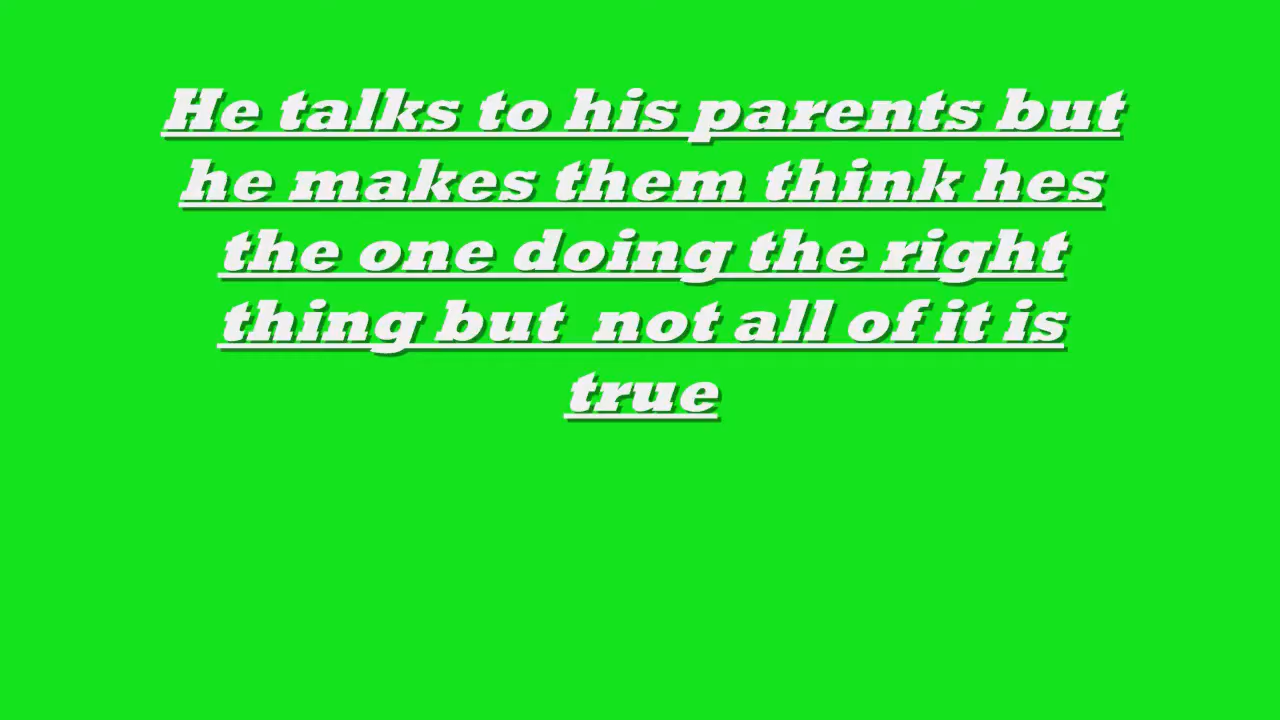 He talks to his parents but
he makes them think hes
the one doing the right
thing but  not all of it is
true